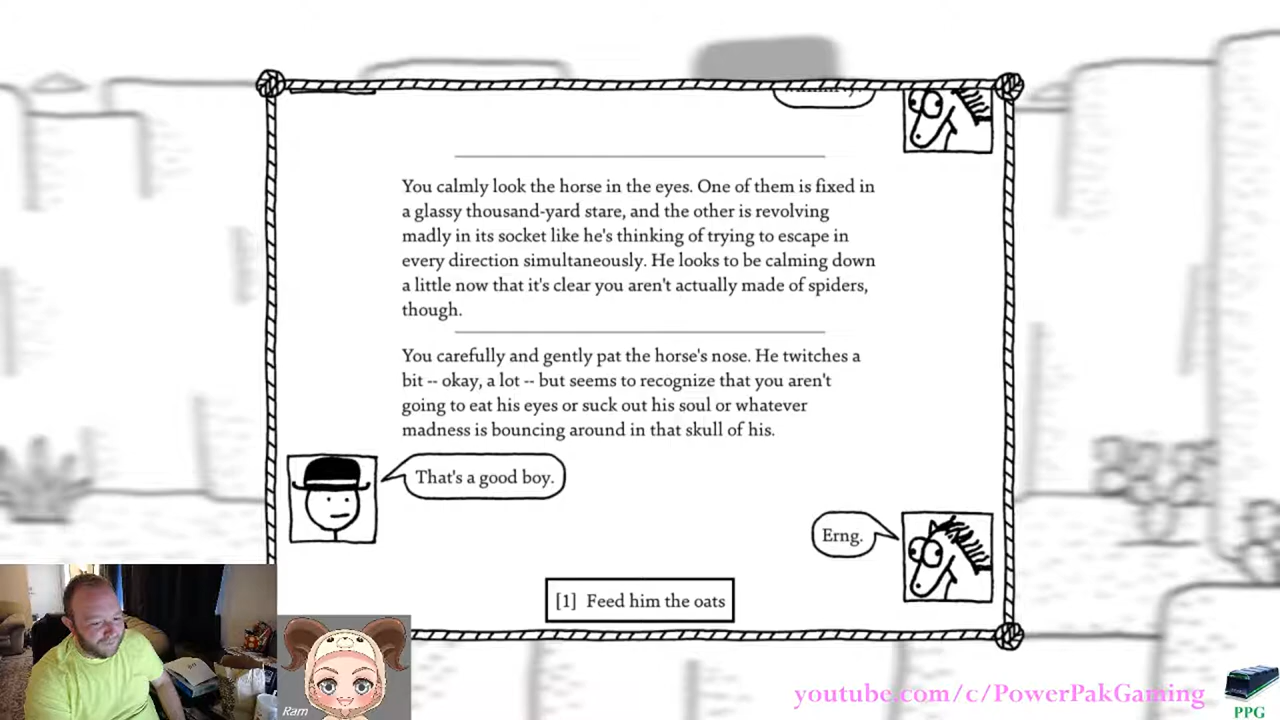 You calmly look the horse in the eyes. One of them is fixed in
a glassy thousand-yard stare, and the other is revolving
madly in its socket like he's thinking of trying to escape in
every direction simultaneously. He looks to be calming down
a little now that it's clear you aren't actually made of spiders,
though.
You carefully and gently pat the horse's nose. He twitches a
bit -- okay, a lot -- but seems to recognize that you aren't
going to eat his eyes or suck out his soul or whatever
madness is bouncing around in that skull of his.
That's a good boy.
Erng.
[1] Feed him the oats
Ram
youtube.com/c/PowerPakGaming
PPG